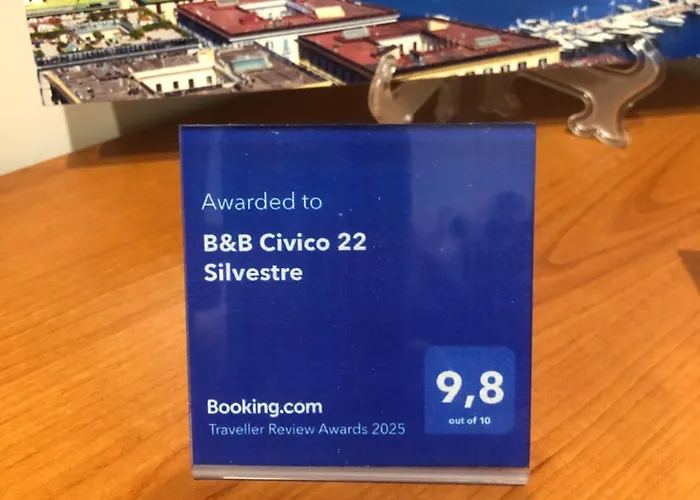 Awarded to
B&B Civico 22
Silvestre
9,8
out of 10
Booking.com
Traveller Review Awards 2025